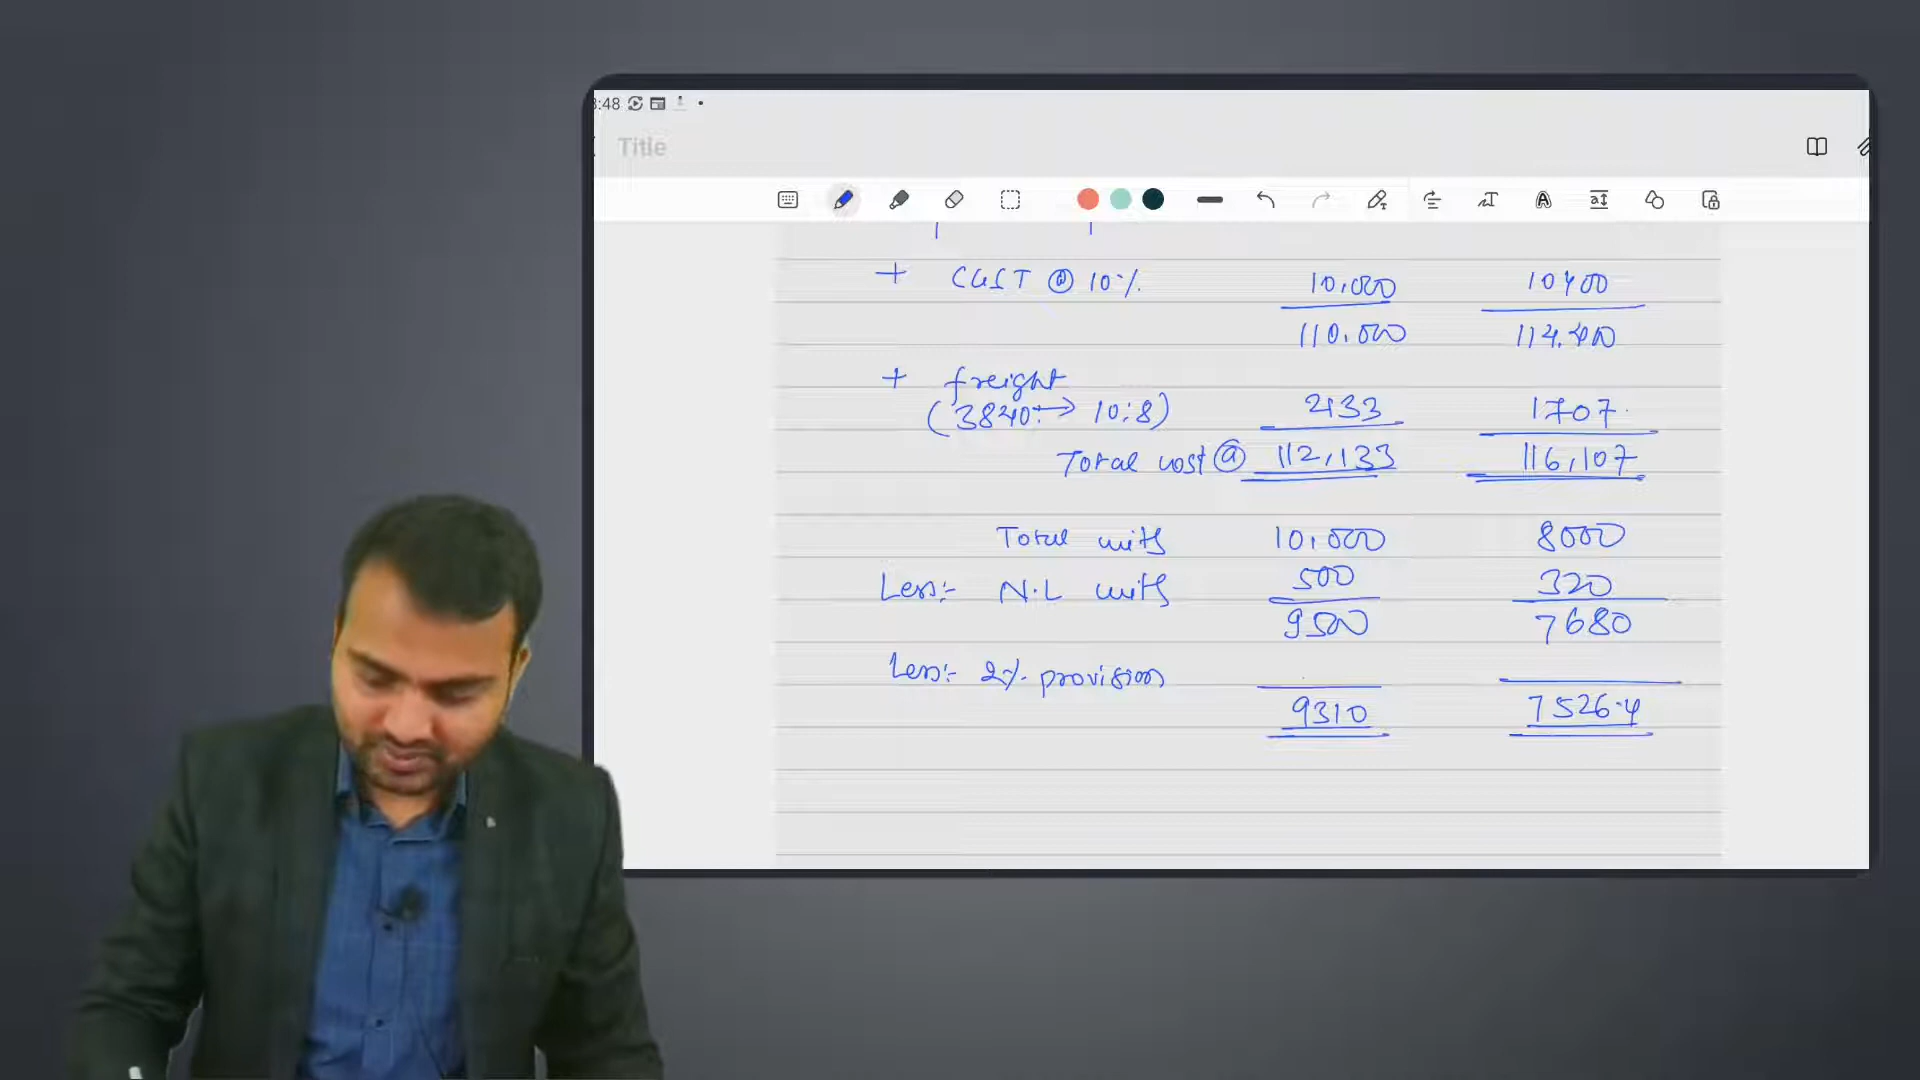 3:48
Title
+ CGST @ 10% 10,000 10400
110,000 114,400
+ freight
(3840 → 10:8) 2133 1707
Total cost @ 112,133 116,107
Total units 10,000 8000
Less:- N.L units 500 320
9500 7680
Less:- 2% provision
9310 7526.4